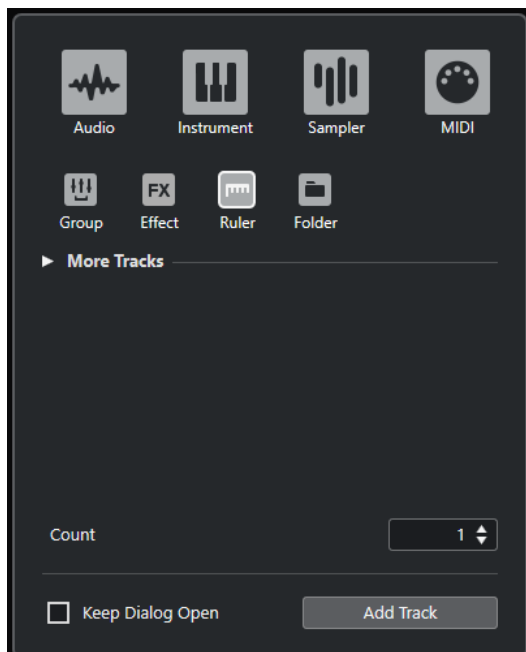 Audio Instrument Sampler MIDI
FX
Group Effect Ruler Folder
More Tracks
Count 1
Keep Dialog Open Add Track